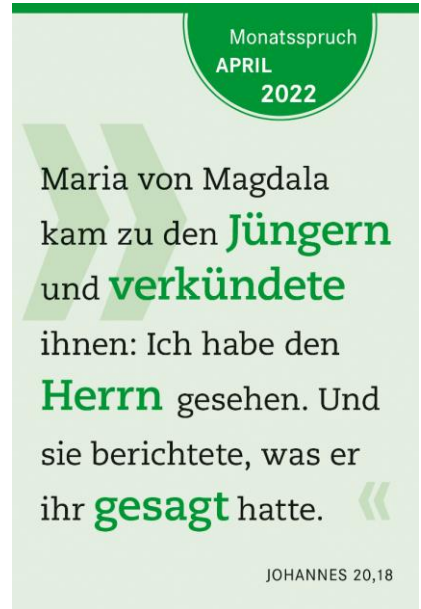 Monatsspruch
APRIL
2022
Maria von Magdala
kam zu den Jüngern
und verkündete
ihnen: Ich habe den
Herrn gesehen. Und
sie berichtete, was er
ihr gesagt hatte.
JOHANNES 20,18